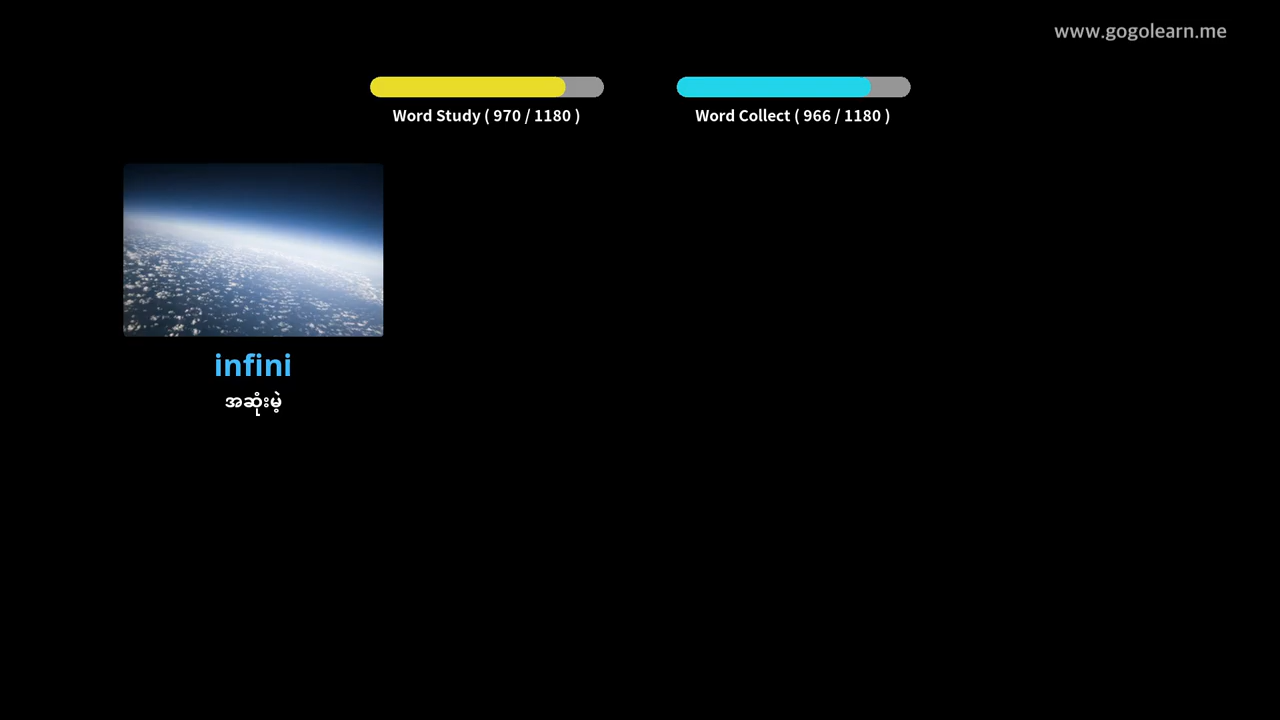 www.gogolearn.me
Word Study ( 970 / 1180 )
Word Collect ( 966 / 1180 )
infini
အဆုံးမဲ့